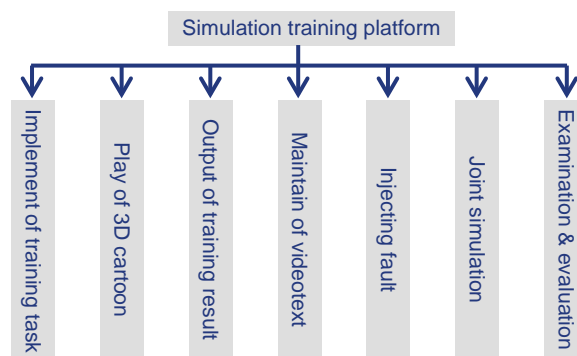 Simulation training platform
Implement of training task
Play of 3D cartoon
Output of training result
Maintain of videotext
Injecting fault
Joint simulation
Examination & evaluation